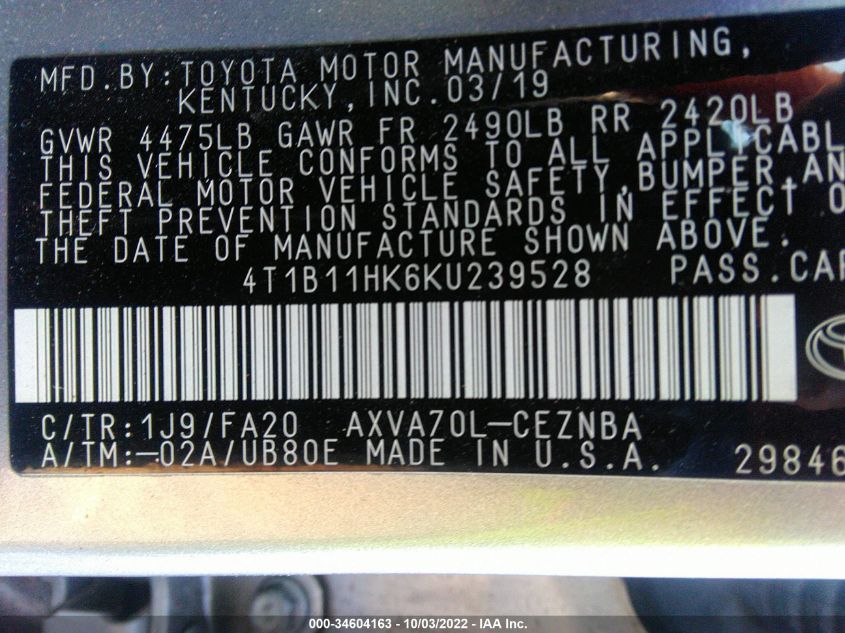 MFD.BY:TOYOTA MOTOR MANUFACTURING,
KENTUCKY,INC.03/19
GVWR 4475LB GAWR FR 2490LB RR 2420LB
THIS VEHICLE CONFORMS TO ALL APPLICABL
FEDERAL MOTOR VEHICLE SAFETY,BUMPER,AN
THEFT PREVENTION STANDARDS IN EFFECT O
THE DATE OF MANUFACTURE SHOWN ABOVE.
4T1B11HK6KU239528 PASS.CAR
C/TR:1J9/FA20 AXVA70L-CEZNBA
A/TM:-02A/UB80E MADE IN U.S.A. 29846
000-34604163 - 10/03/2022 - IAA Inc.